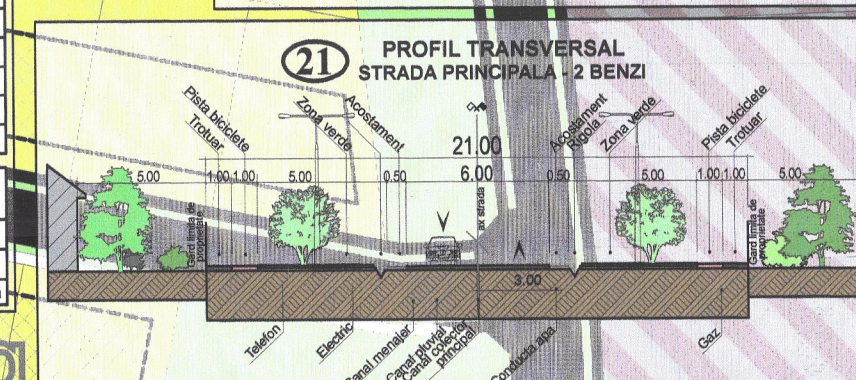 21
PROFIL TRANSVERSAL
STRADA PRINCIPALA - 2 BENZI
Pista biciclete
Trotuar
Zona verde
Acostament
Acostament
Rigola
Zona verde
Pista biciclete
Trotuar
21.00
5.00 1.00 1.00 5.00 0.50 6.00 0.50 5.00 1.00 1.00 5.00
Gard limita de
proprietate
ax strada
Gard limita de
proprietate
3.00
Telefon
Electric
Canal menajer
Canal pluvial
Canal colector
principal
Conducta apa
Gaz